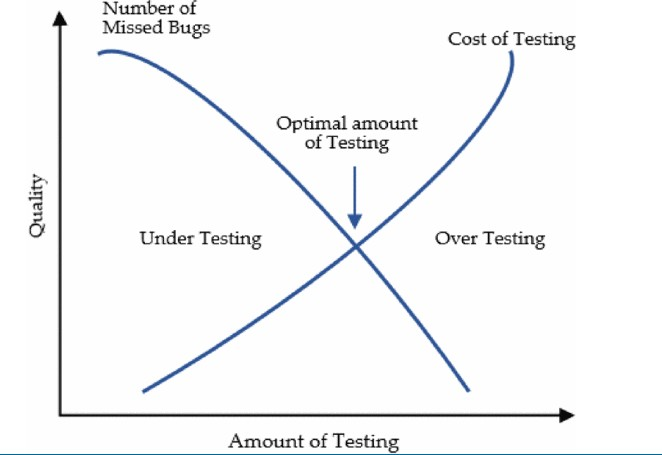 Number of
Missed Bugs
Cost of Testing
Optimal amount
of Testing
Quality
Under Testing
Over Testing
Amount of Testing